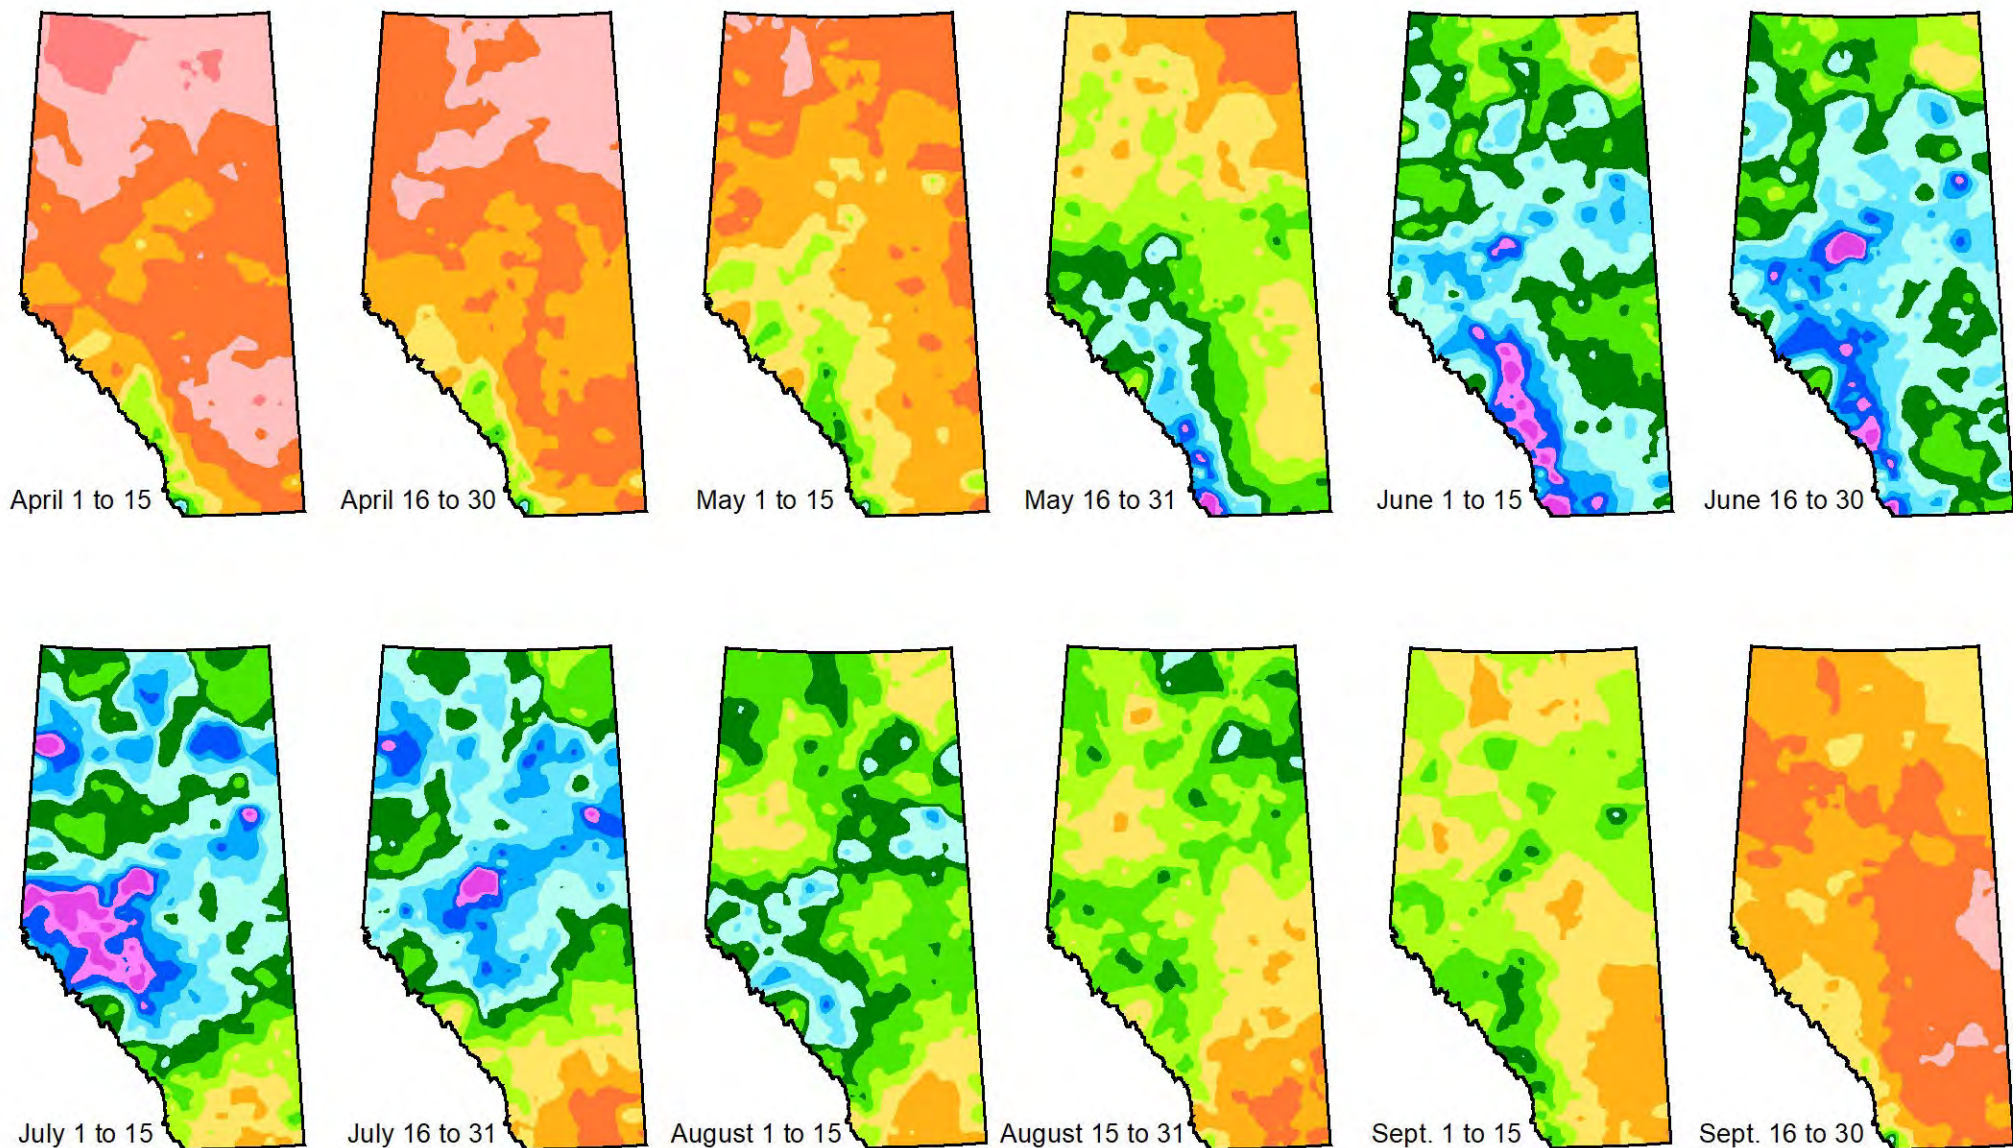 April 1 to 15
April 16 to 30
May 1 to 15
May 16 to 31
June 1 to 15
June 16 to 30
July 1 to 15
July 16 to 31
August 1 to 15
August 15 to 31
Sept. 1 to 15
Sept. 16 to 30